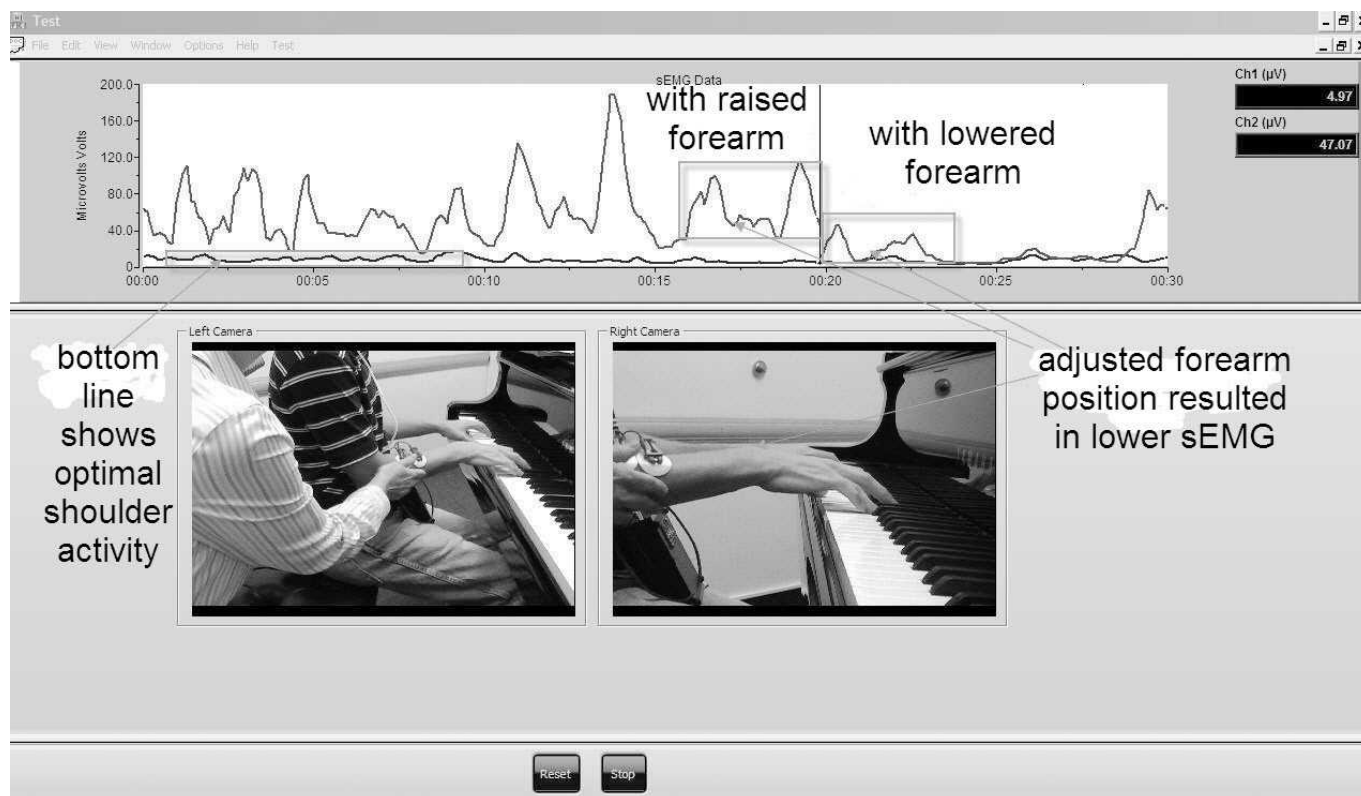 Test
File Edit View Window Options Help Test
sEMG Data
Ch1 (µV)
4.97
Ch2 (µV)
47.07
Microvolts Volts
200.0
160.0
120.0
80.0
40.0
0
with raised
forearm
with lowered
forearm
00:00 00:05 00:10 00:15 00:20 00:25 00:30
bottom
line
shows
optimal
shoulder
activity
Left Camera
Right Camera
adjusted forearm
position resulted
in lower sEMG
Reset Stop